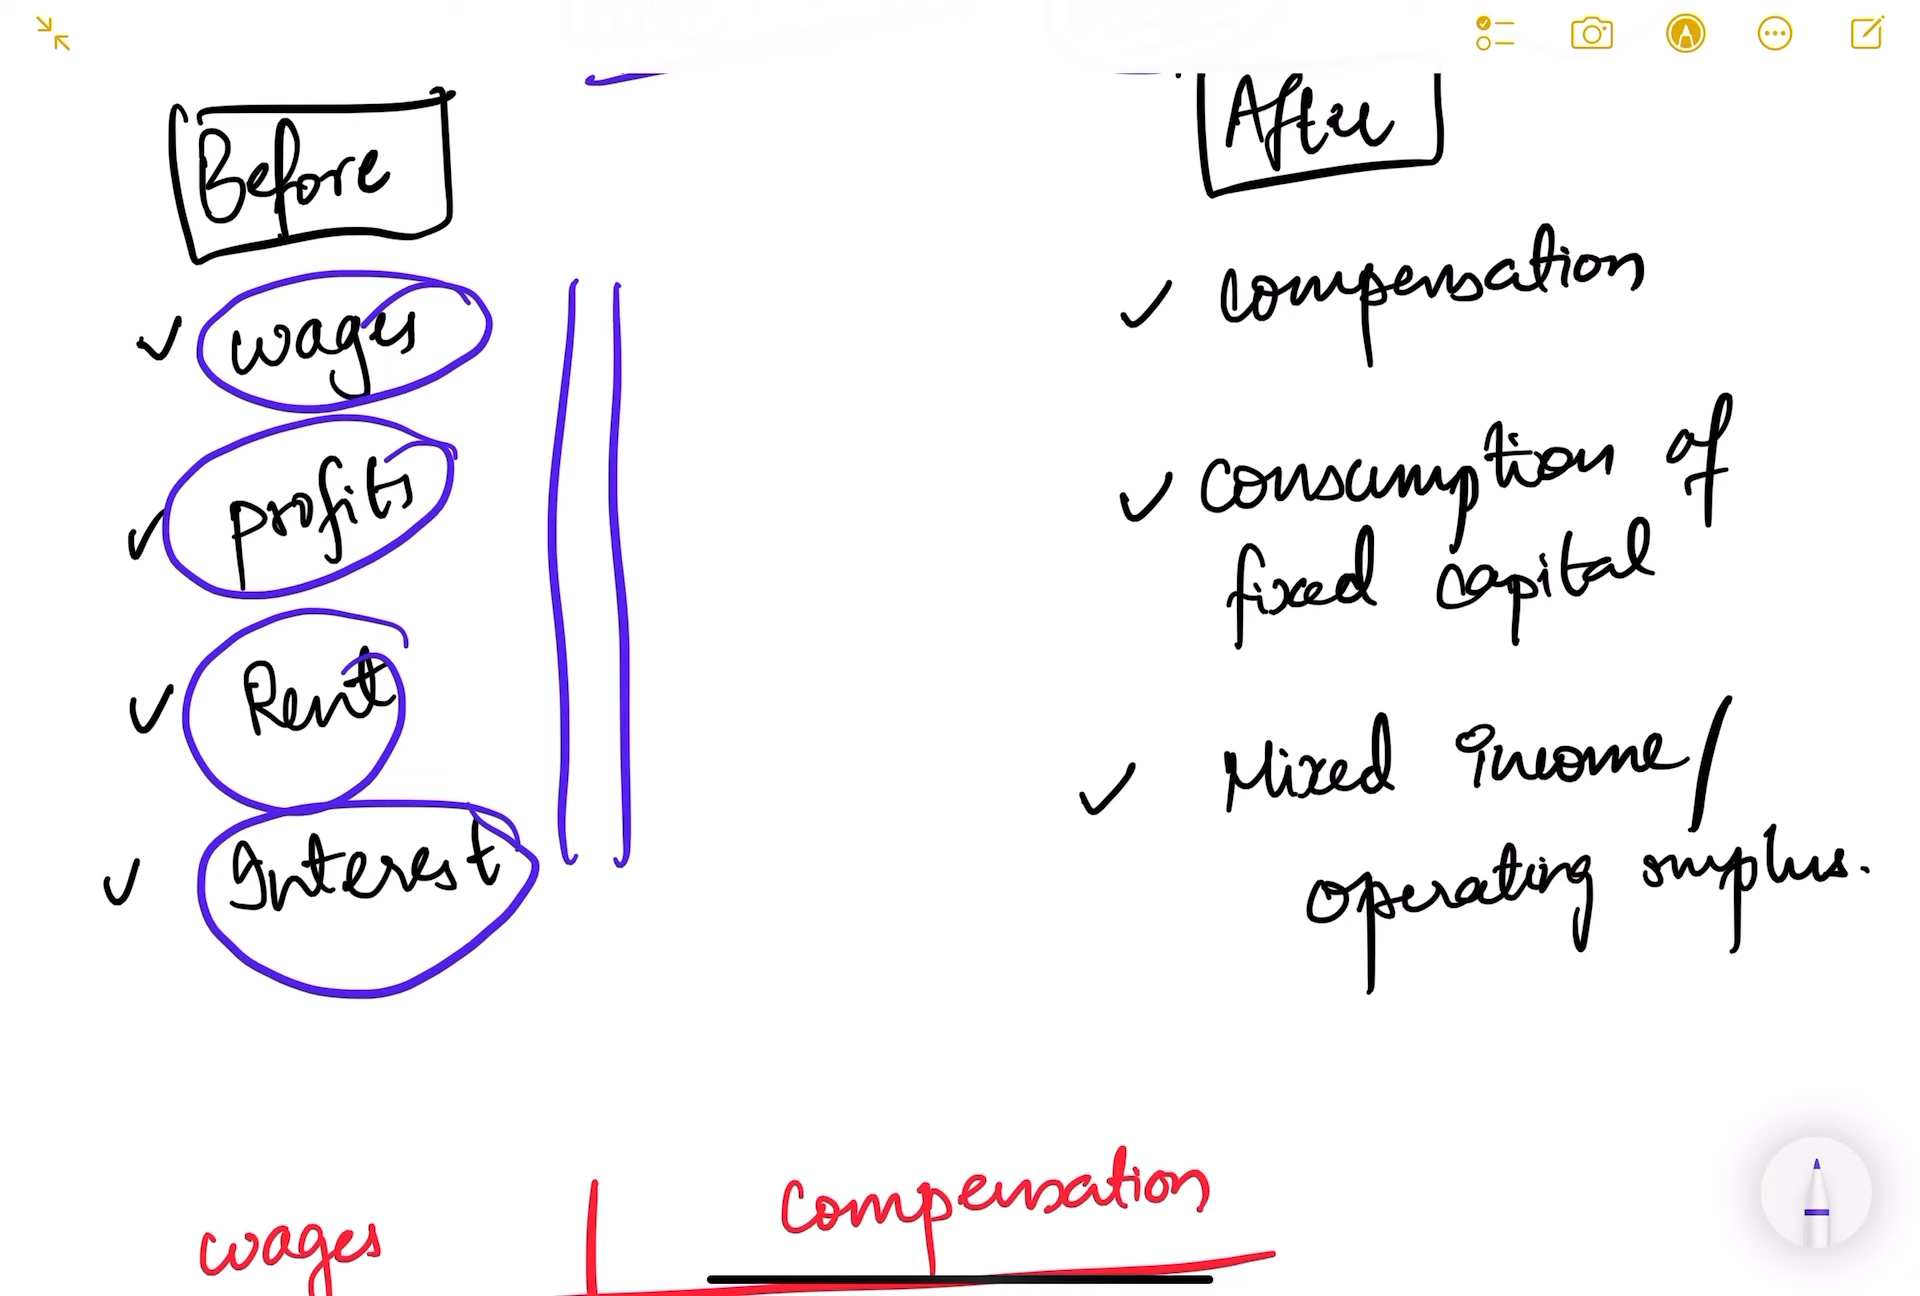 Before
After
wages
profits
Rent
Interest
compensation
consumption of
fixed capital
Mixed income/
operating surplus.
wages
compensation